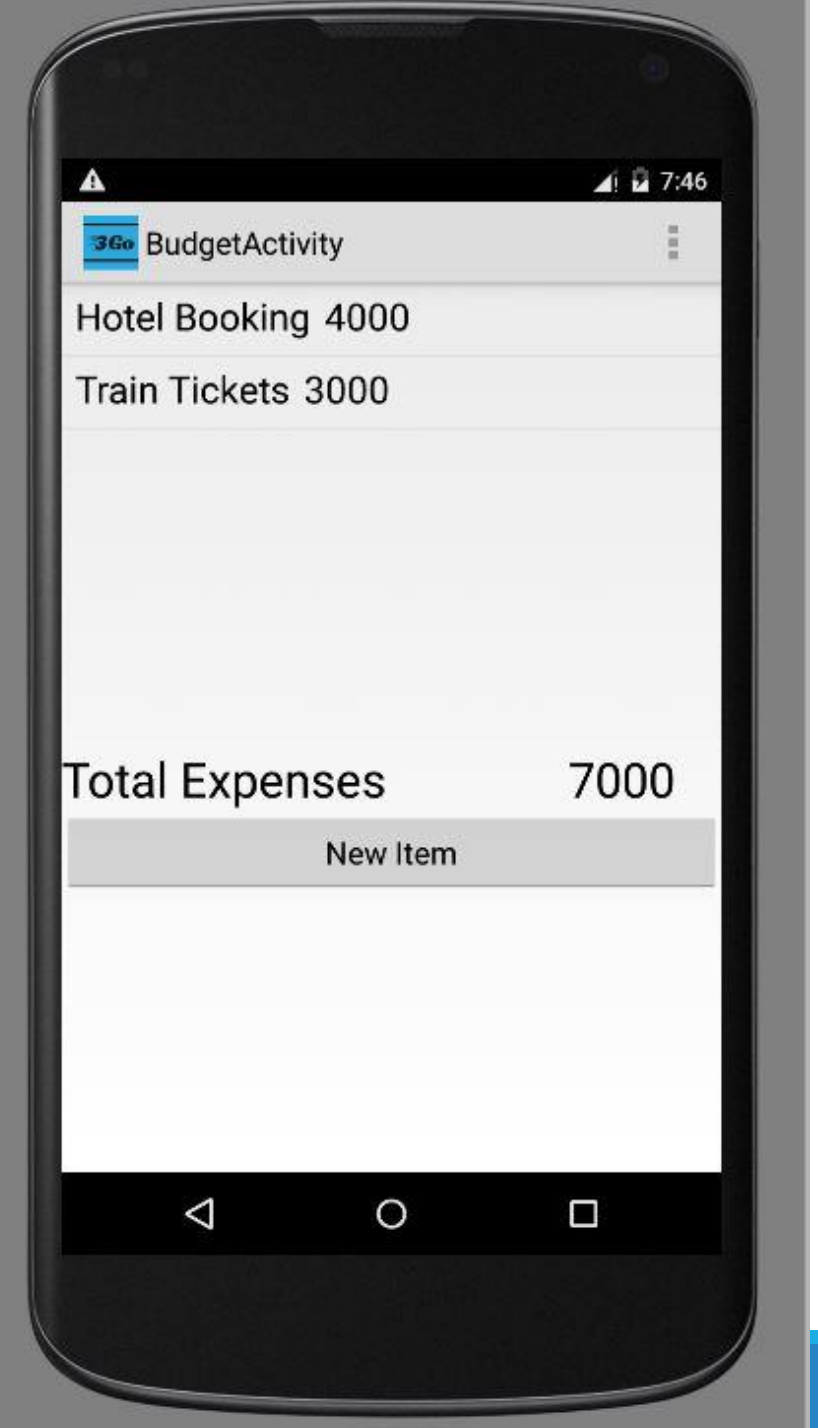 7:46
3Go BudgetActivity
Hotel Booking 4000
Train Tickets 3000
Total Expenses 7000
New Item